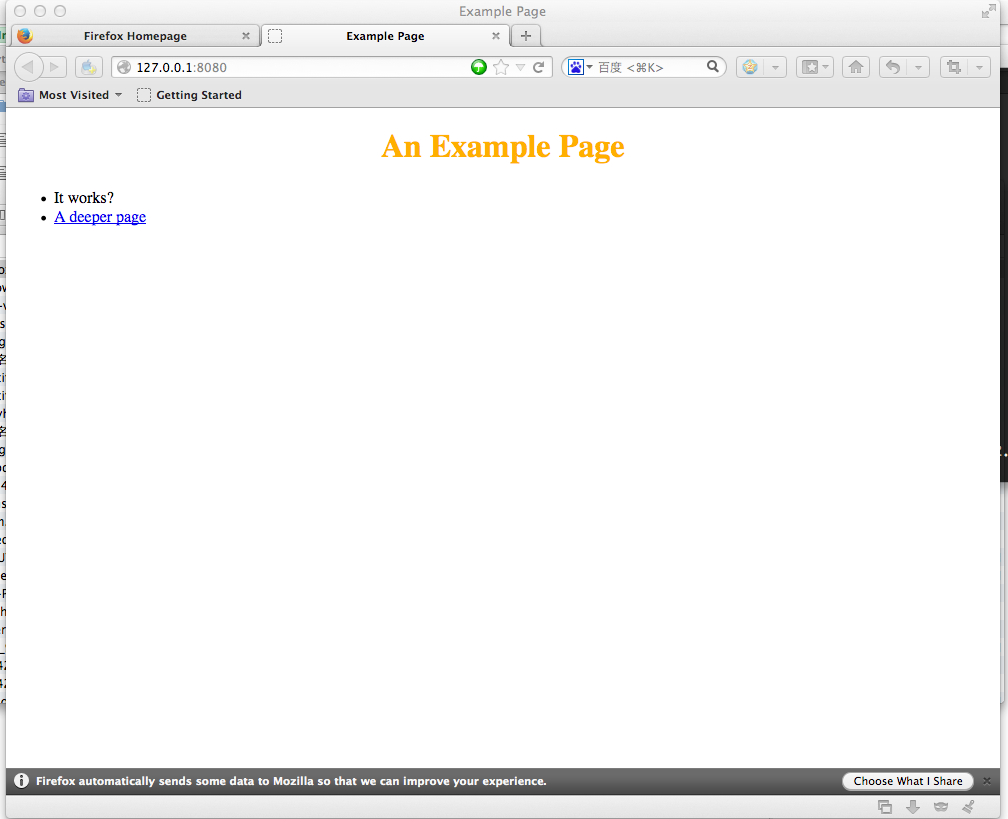 Example Page
Firefox Homepage
Example Page
127.0.0.1:8080
百度 <⌘K>
Most Visited
Getting Started
An Example Page
• It works?
• A deeper page
Firefox automatically sends some data to Mozilla so that we can improve your experience.
Choose What I Share